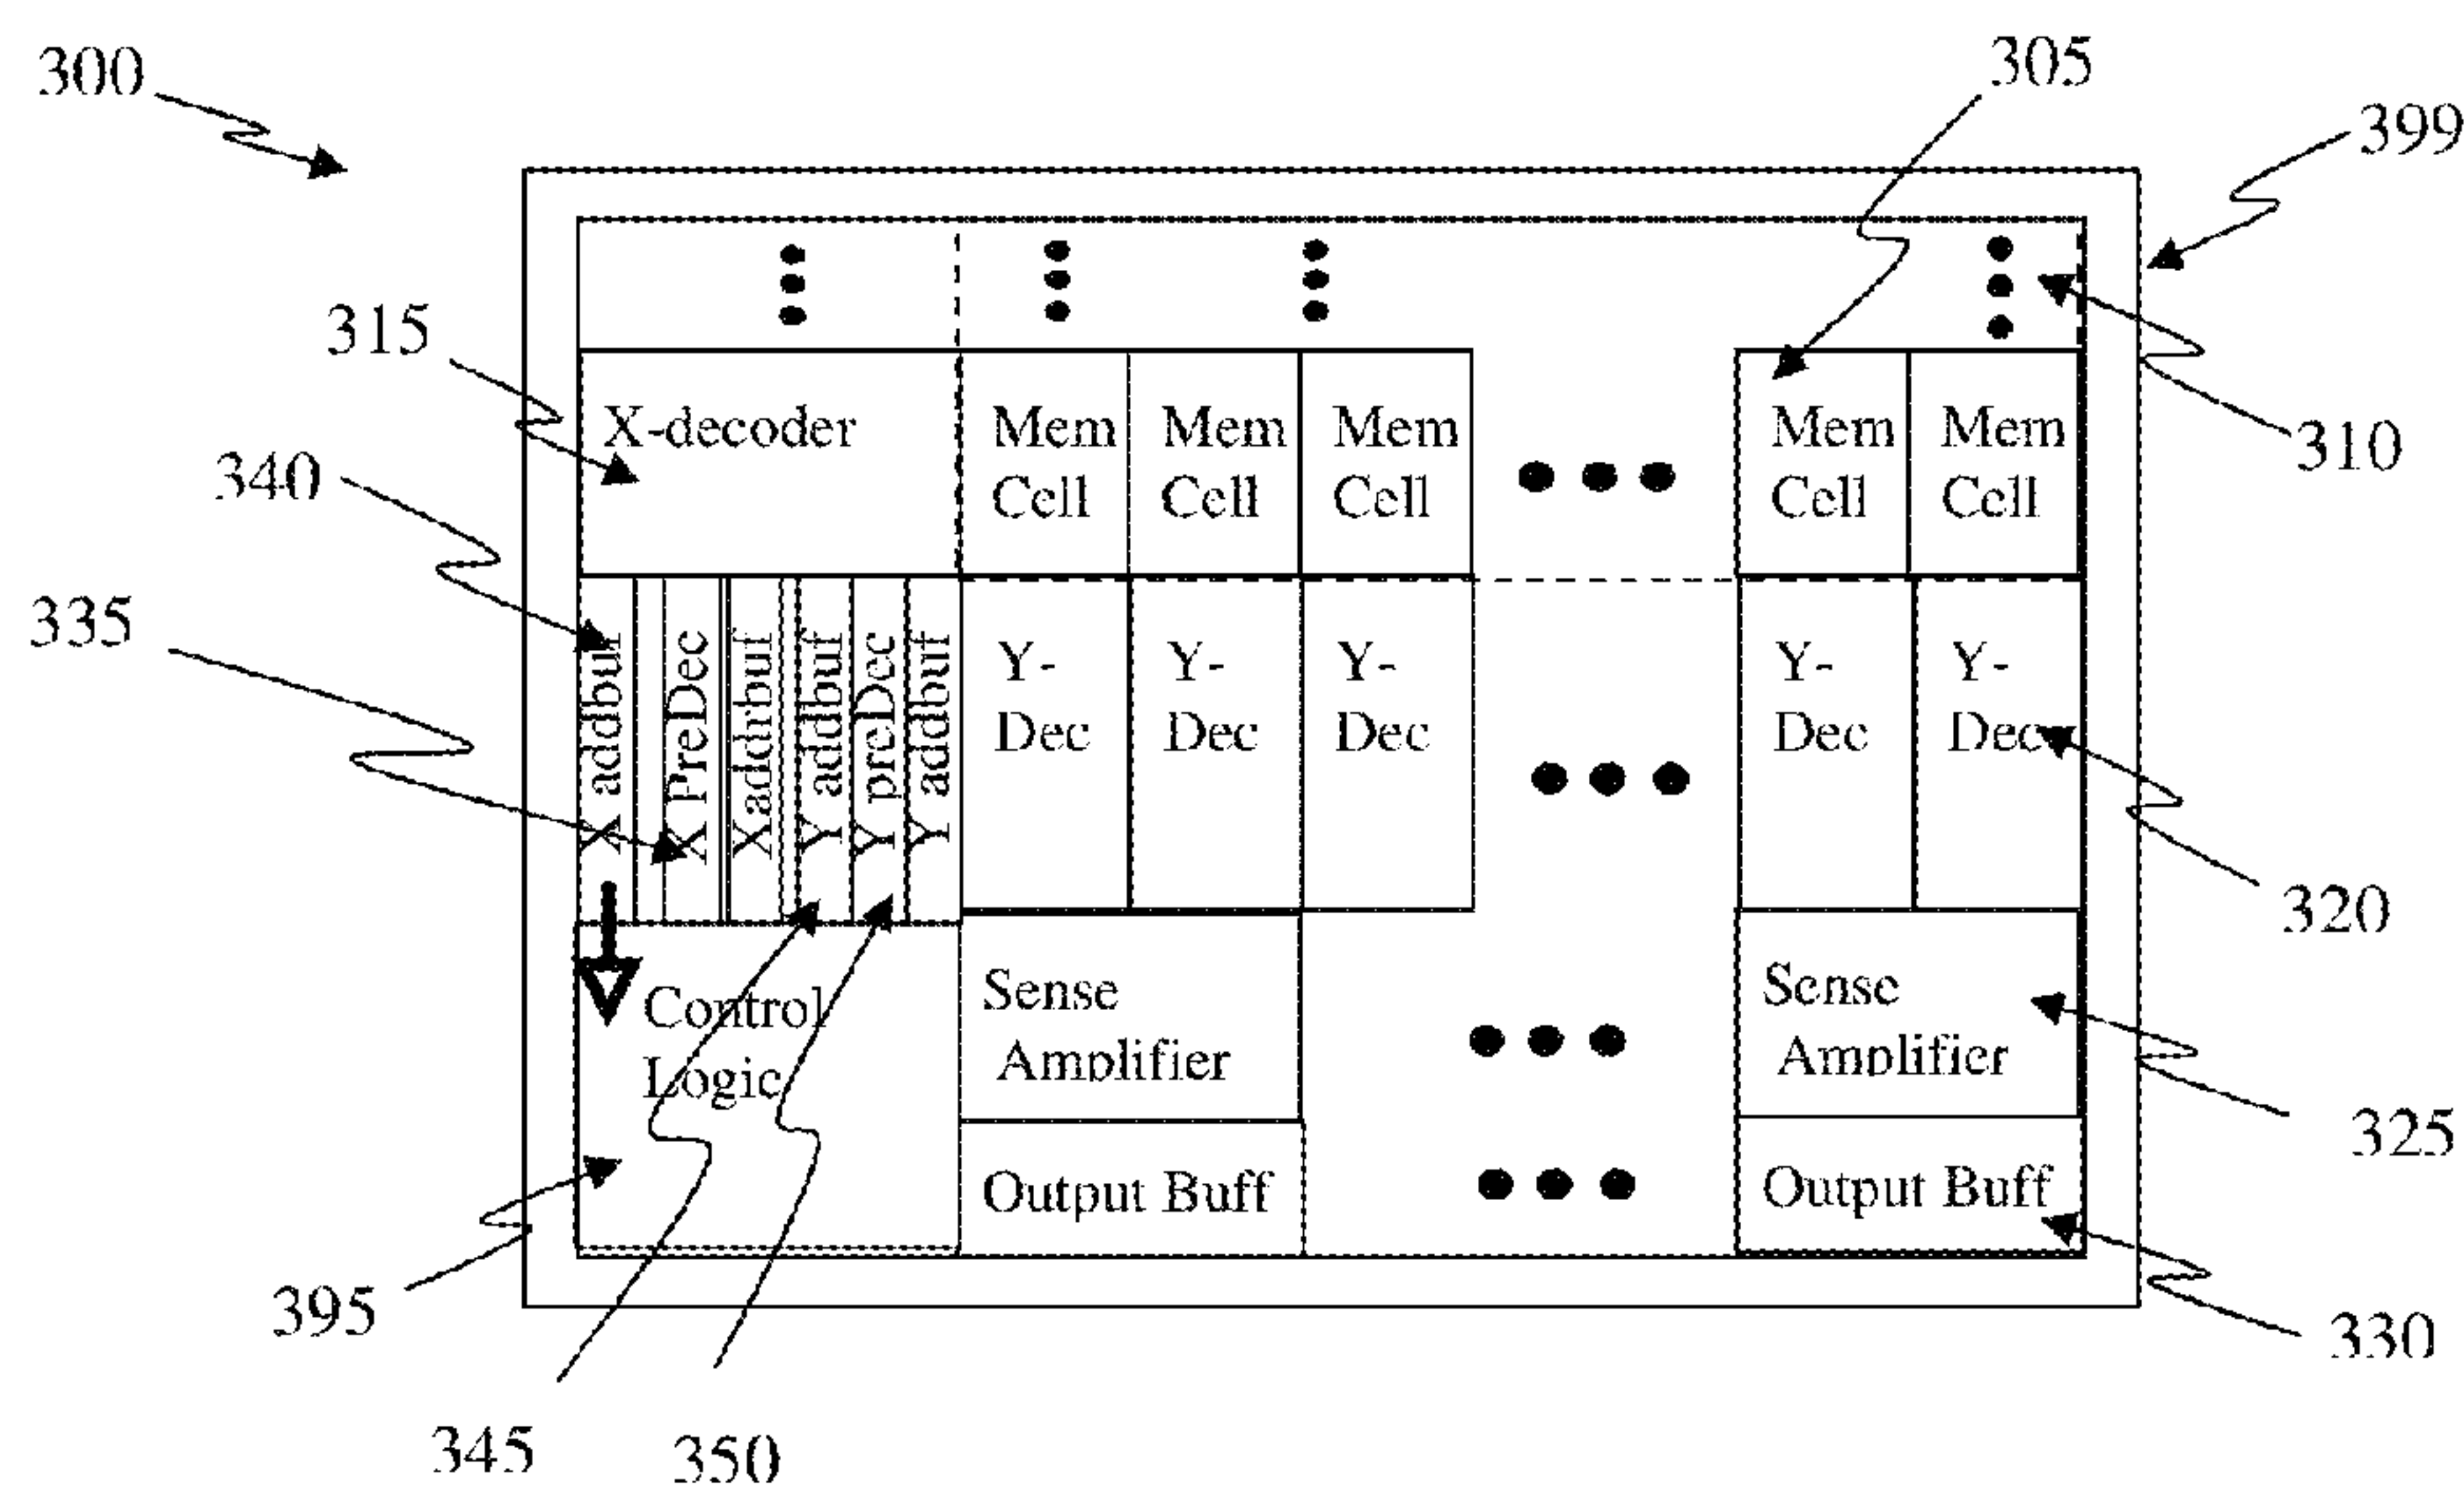 300
305
399
315
X-decoder
Mem Cell
Mem Cell
Mem Cell
Mem Cell
Mem Cell
310
340
335
X addbuf
X PreDec
Xaddrbuf
Y addbuf
Y preDec
Y addbuf
Y-
Dec
Y-
Dec
Y-
Dec
Y-
Dec
Y-
Dec
320
Control
Logic
Sense
Amplifier
Sense
Amplifier
325
Output Buff
Output Buff
395
330
345
350